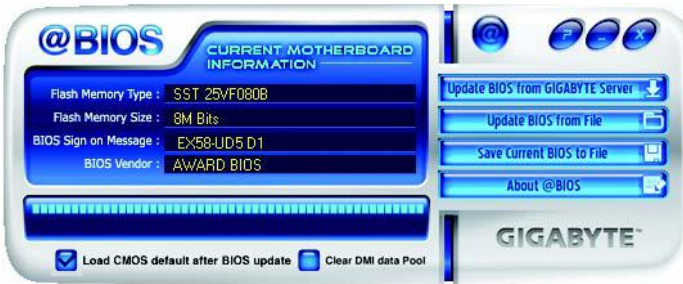 @BIOS
CURRENT MOTHERBOARD
INFORMATION
Flash Memory Type : SST 25VF080B
Flash Memory Size : 8M Bits
BIOS Sign on Message : EX58-UD5 D1
BIOS Vendor : AWARD BIOS
Load CMOS default after BIOS update
Clear DMI data Pool
@
?
–
X
Update BIOS from GIGABYTE Server
Update BIOS from File
Save Current BIOS to File
About @BIOS
GIGABYTE™